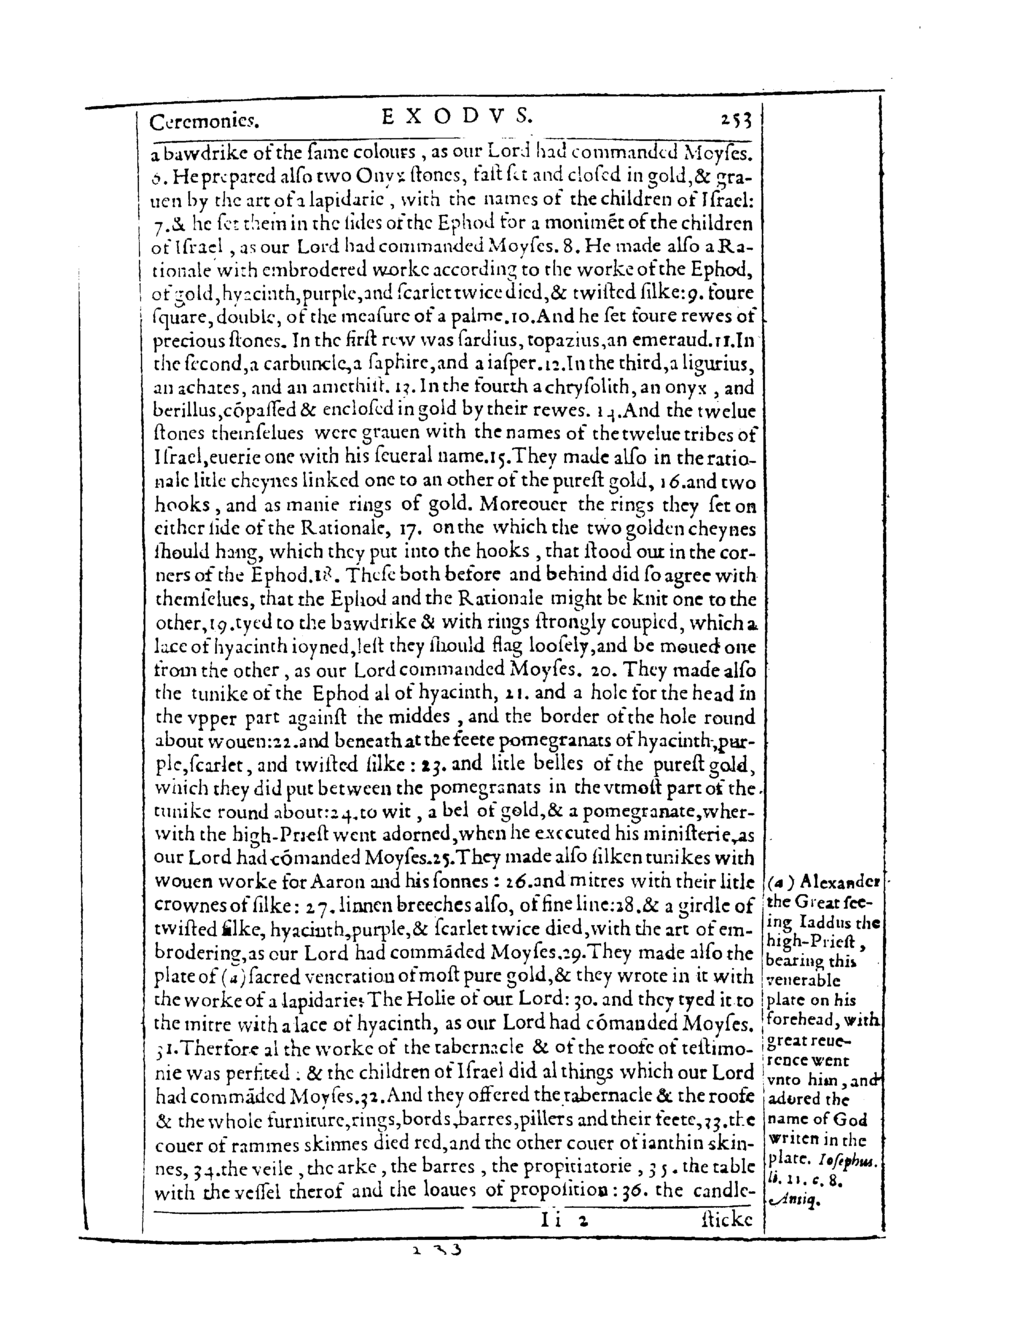 Ceremonies. EXODVS. 253
a bawdrike of the ſame colours, as our Lord had commanded Moyſes.
6. He prepared alſo two Onyx ſtones, faſt ſet and cloſed in gold,& gra-
uen by the art of a lapidarie, with the names of the children of Iſrael:
7.& he ſet them in the ſides of the Ephod for a monimẽt of the children
of Iſrael, as our Lord had commanded Moyſes. 8. He made alſo a Ra-
tionale with embrodered worke according to the worke of the Ephod,
of gold,hyacinth,purple,and ſcarlet twice died,& twiſted ſilke:9. foure
ſquare, double, of the meaſure of a palme.10.And he ſet foure rewes of
precious ſtones. In the firſt rew was ſardius, topazius,an emeraud.11.In
the ſecond,a carbuncle,a ſaphire,and a iaſper.12.In the third,a ligurius,
an achates, and an amethiſt. 13. In the fourth a chryſolith, an onyx, and
berillus,cõpaſſed & encloſed in gold by their rewes. 14.And the twelue
ſtones themſelues were grauen with the names of the twelue tribes of
Iſrael,euerie one with his ſeueral name.15.They made alſo in the ratio-
nale litle cheynes linked one to an other of the pureſt gold, 16.and two
hooks, and as manie rings of gold. Moreouer the rings they ſet on
either ſide of the Rationale, 17. on the which the two golden cheynes
ſhould hang, which they put into the hooks, that ſtood out in the cor-
ners of the Ephod.18. Theſe both before and behind did ſo agree with
themſelues, that the Ephod and the Rationale might be knit one to the
other,19.tyed to the bawdrike & with rings ſtrongly coupled, which a
lace of hyacinth ioyned,leſt they ſhould flag looſely,and be moued one
from the other, as our Lord commanded Moyſes. 20. They made alſo
the tunike of the Ephod al of hyacinth, 21. and a hole for the head in
the vpper part againſt the middes, and the border of the hole round
about wouen:22.and beneath at the feete pomegranats of hyacinth,pur-
ple,ſcarlet, and twiſted ſilke: 23. and litle belles of the pureſt gold,
which they did put between the pomegranats in the vtmoſt part of the
tunike round about:24.to wit, a bel of gold,& a pomegranate,wher-
with the high-Prieſt went adorned,when he executed his miniſterie,as
our Lord had cõmanded Moyſes.25.They made alſo ſilken tunikes with
wouen worke for Aaron and his ſonnes: 26.and mitres with their litle
crownes of ſilke: 27. linnen breeches alſo, of fine line:28.& a girdle of
twiſted ſilke, hyacinth,purple,& ſcarlet twice died,with the art of em-
brodering,as our Lord had commãded Moyſes.29.They made alſo the
plate of (a) ſacred veneration of moſt pure gold,& they wrote in it with
the worke of a lapidarie: The Holie of our Lord: 30. and they tyed it to
the mitre with a lace of hyacinth, as our Lord had cõmanded Moyſes.
31.Therfore al the worke of the tabernacle & of the roofe of teſtimo-
nie was perfited: & the children of Iſrael did al things which our Lord
had commãded Moyſes.32.And they offered the tabernacle & the roofe
& the whole furniture,rings,bords,barres,pillers and their feete,33.the
couer of rammes skinnes died red,and the other couer of ianthin skin-
nes, 34.the veile, the arke, the barres, the propitiatorie, 35. the table
with the veſſel therof and the loaues of propoſition: 36. the candle-
Ii 2 ſticke
(a) Alexander
the Great ſee-
ing Iaddus the
high-Prieſt,
bearing this
venerable
plate on his
forehead, with
great reue-
rence went
vnto him, and
adored the
name of God
writen in the
plate. Ioſephus.
li. 11. c. 8.
Antiq.
233